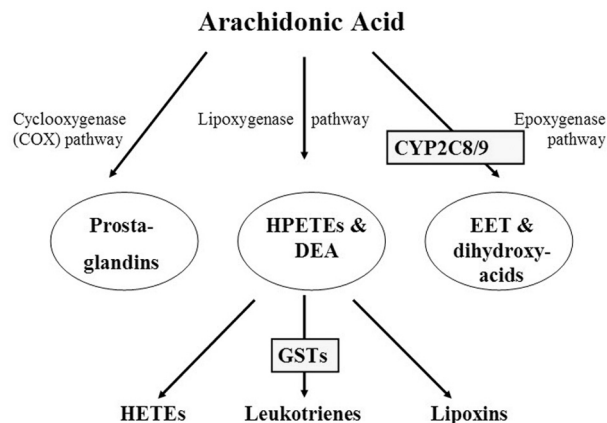 Arachidonic Acid
Cyclooxygenase
(COX) pathway
Lipoxygenase pathway
Epoxygenase
pathway
CYP2C8/9
Prosta-
glandins
HPETEs &
DEA
EET &
dihydroxy-
acids
GSTs
HETEs
Leukotrienes
Lipoxins